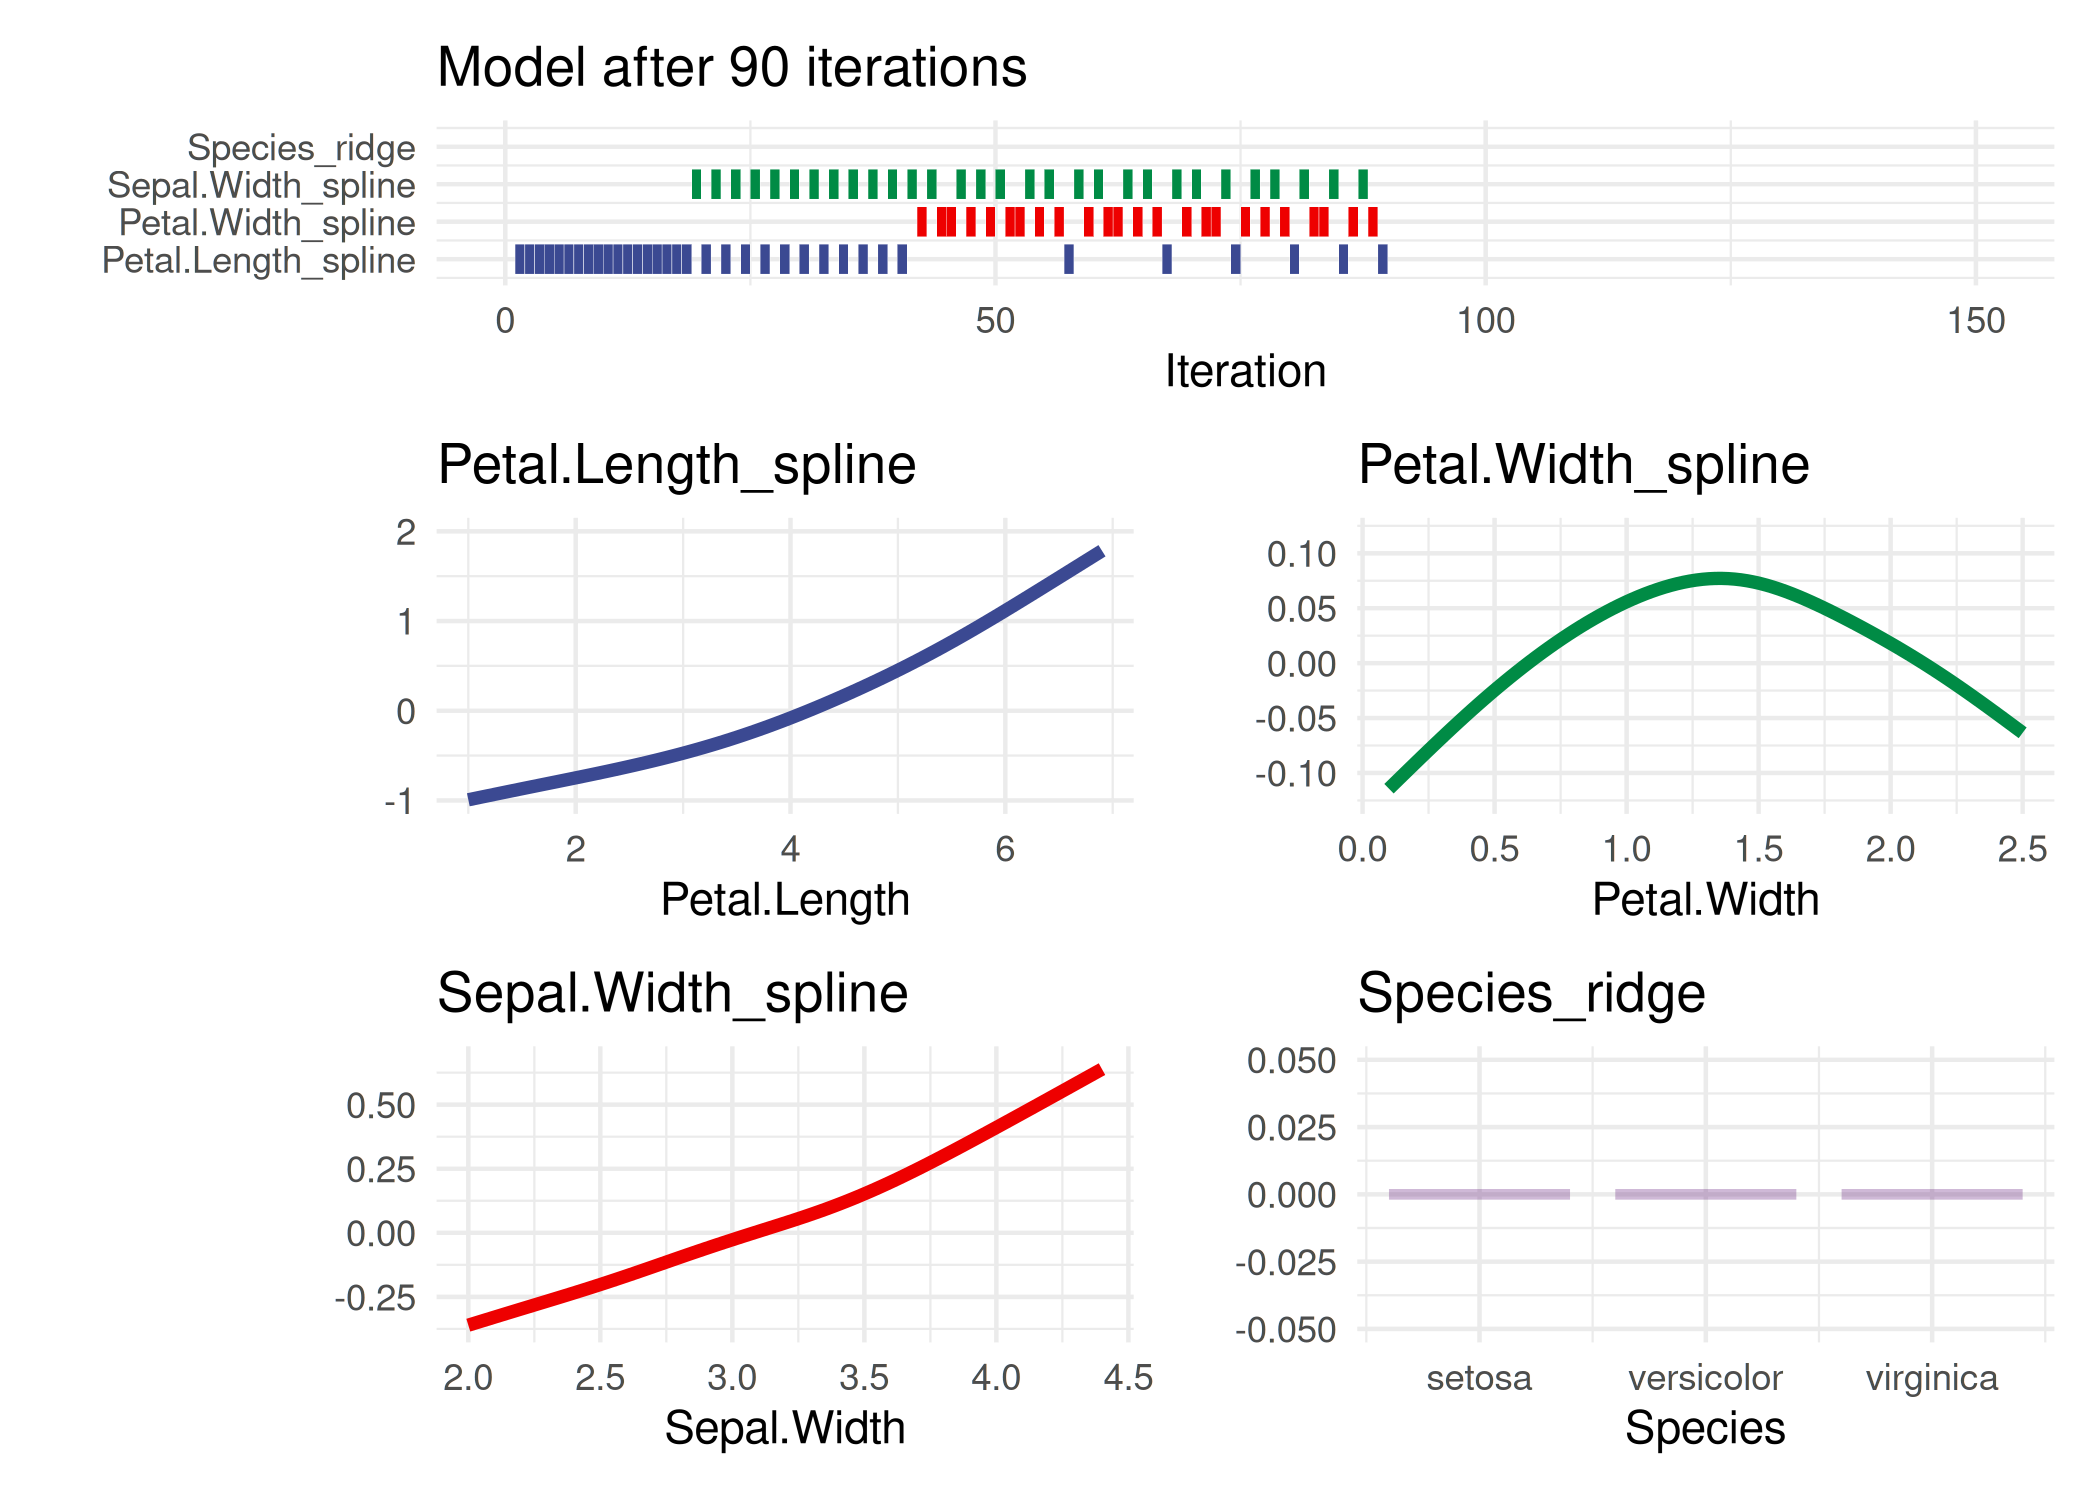 Model after 90 iterations
Species_ridge
Sepal.Width_spline
Petal.Width_spline
Petal.Length_spline
0 50 100 150
Iteration
Petal.Length_spline
2
1
0
-1
2 4 6
Petal.Length
Petal.Width_spline
0.10
0.05
0.00
-0.05
-0.10
0.0 0.5 1.0 1.5 2.0 2.5
Petal.Width
Sepal.Width_spline
0.50
0.25
0.00
-0.25
2.0 2.5 3.0 3.5 4.0 4.5
Sepal.Width
Species_ridge
0.050
0.025
0.000
-0.025
-0.050
setosa versicolor virginica
Species